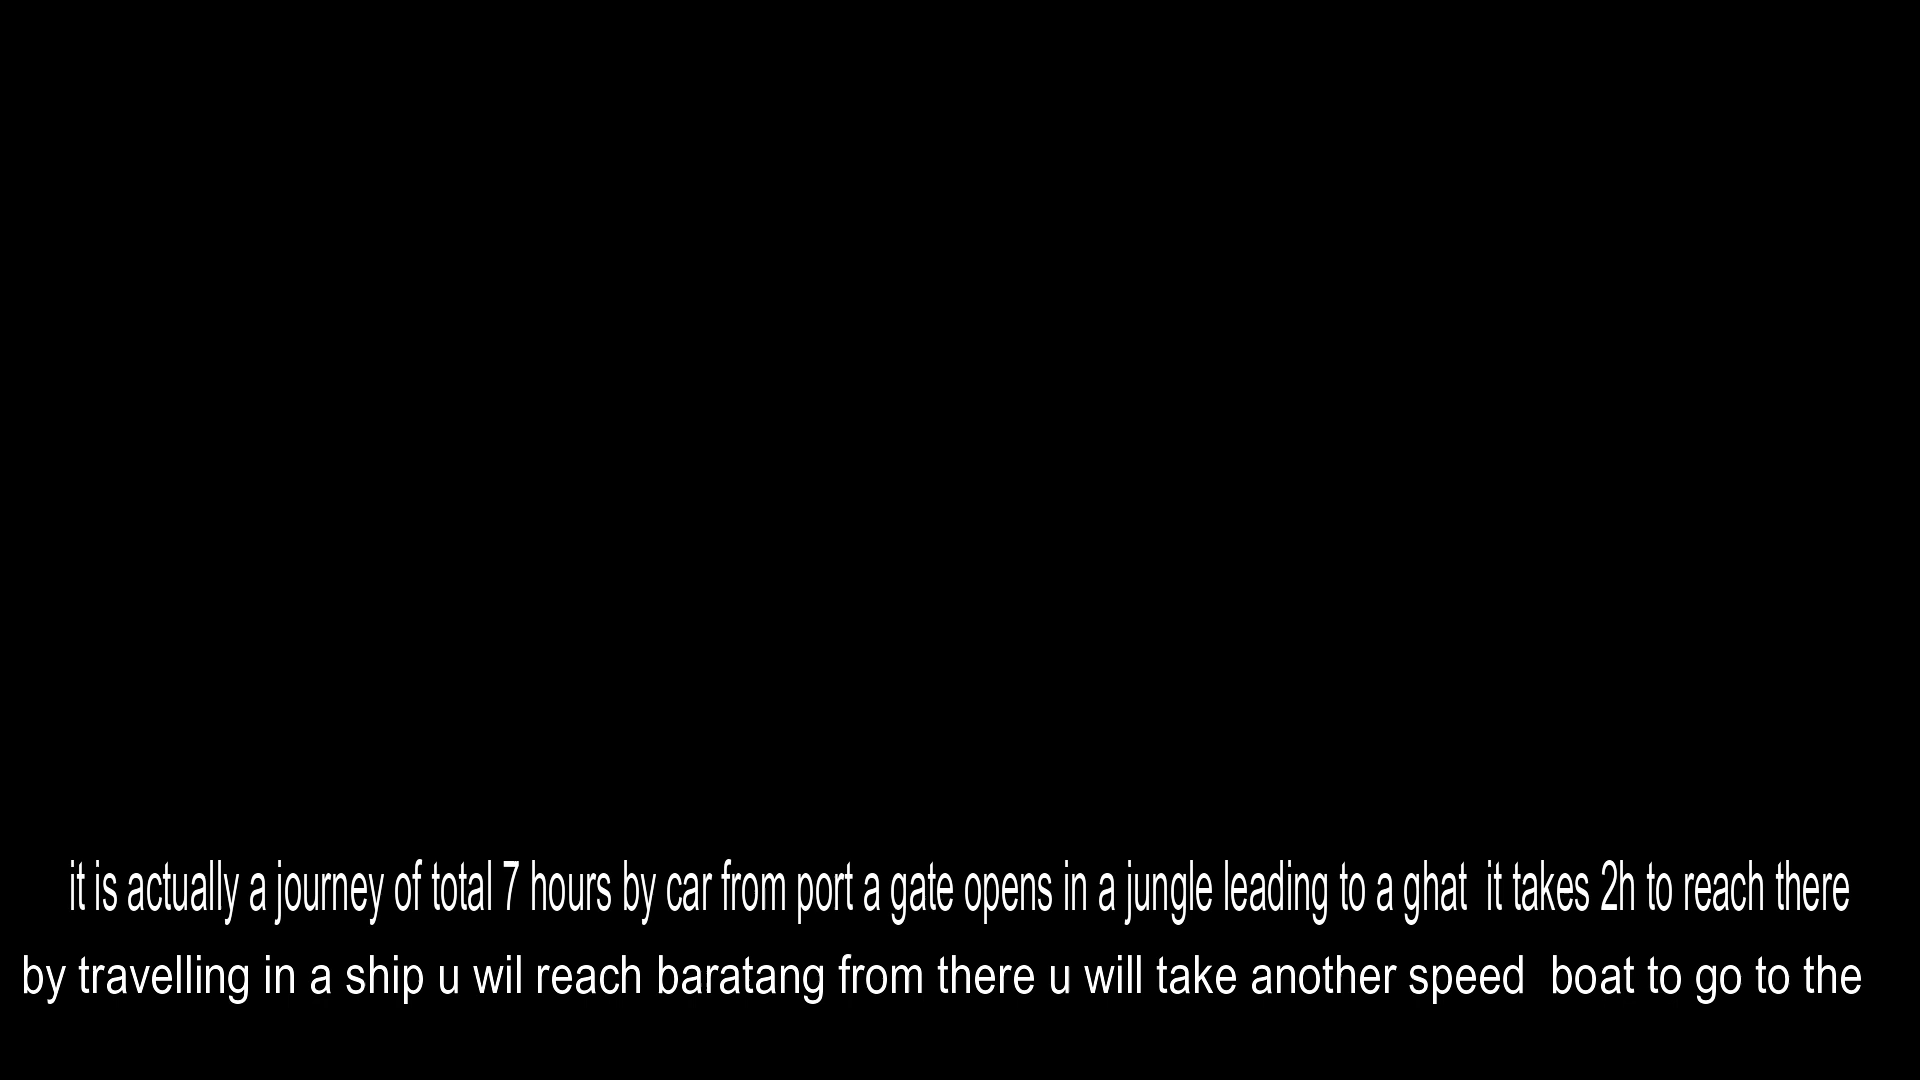 it is actually a journey of total 7 hours by car from port a gate opens in a jungle leading to a ghat  it takes 2h to reach there
by travelling in a ship u wil reach baratang from there u will take another speed  boat to go to the